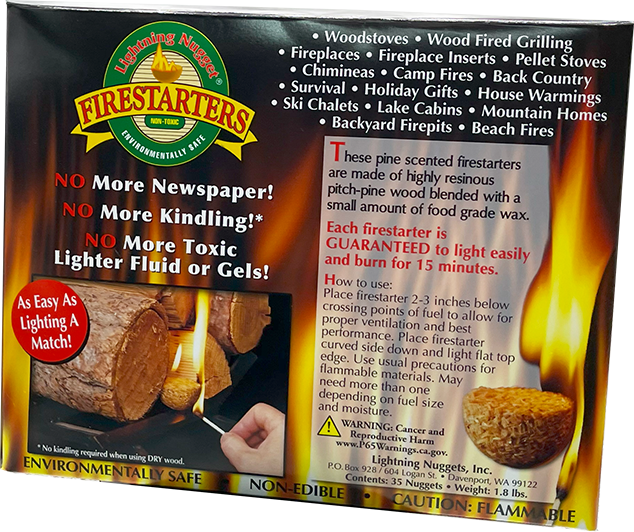 Lightning Nugget®
FIRESTARTERS
NON-TOXIC
ENVIRONMENTALLY SAFE
• Woodstoves • Wood Fired Grilling
• Fireplaces • Fireplace Inserts • Pellet Stoves
• Chimineas • Camp Fires • Back Country
• Survival • Holiday Gifts • House Warmings
• Ski Chalets • Lake Cabins • Mountain Homes
• Backyard Firepits • Beach Fires
NO More Newspaper!
NO More Kindling!*
NO More Toxic
Lighter Fluid or Gels!
As Easy As
Lighting A
Match!
* No kindling required when using DRY wood.
These pine scented firestarters
are made of highly resinous
pitch-pine wood blended with a
small amount of food grade wax.
Each firestarter is
GUARANTEED to light easily
and burn for 15 minutes.
How to use:
Place firestarter 2-3 inches below
crossing points of fuel to allow for
proper ventilation and best
performance. Place firestarter
curved side down and light flat top
edge. Use usual precautions for
flammable materials. May
need more than one
depending on fuel size
and moisture.
WARNING: Cancer and
Reproductive Harm
www.P65Warnings.ca.gov.
Lightning Nuggets, Inc.
P.O. Box 928 / 604 Logan St. • Davenport, WA 99122
Contents: 35 Nuggets • Weight: 1.8 lbs.
ENVIRONMENTALLY SAFE • NON-EDIBLE • CAUTION: FLAMMABLE